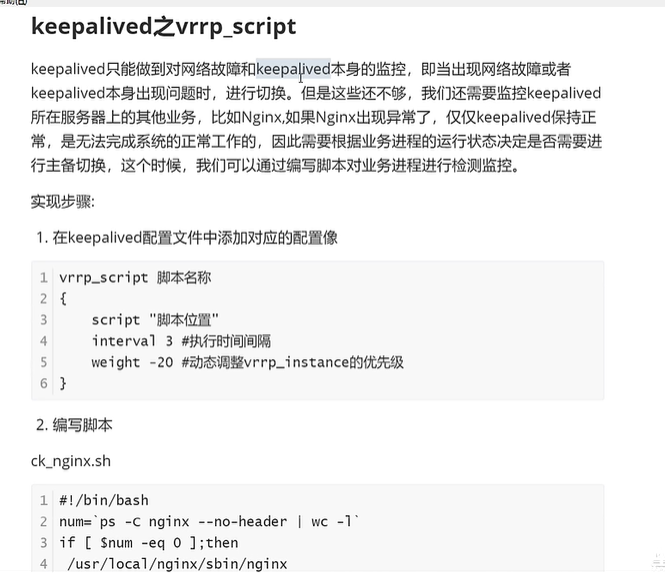 keepalived之vrrp_script
keepalived只能做到对网络故障和keepalived本身的监控，即当出现网络故障或者
keepalived本身出现问题时，进行切换。但是这些还不够，我们还需要监控keepalived
所在服务器上的其他业务，比如Nginx,如果Nginx出现异常了，仅仅keepalived保持正
常，是无法完成系统的正常工作的，因此需要根据业务进程的运行状态决定是否需要进
行主备切换，这个时候，我们可以通过编写脚本对业务进程进行检测监控。
实现步骤:
1. 在keepalived配置文件中添加对应的配置像
1 vrrp_script 脚本名称
2 {
3     script "脚本位置"
4     interval 3 #执行时间间隔
5     weight -20 #动态调整vrrp_instance的优先级
6 }
2. 编写脚本
ck_nginx.sh
1 #!/bin/bash
2 num=`ps -C nginx --no-header | wc -l`
3 if [ $num -eq 0 ];then
4  /usr/local/nginx/sbin/nginx